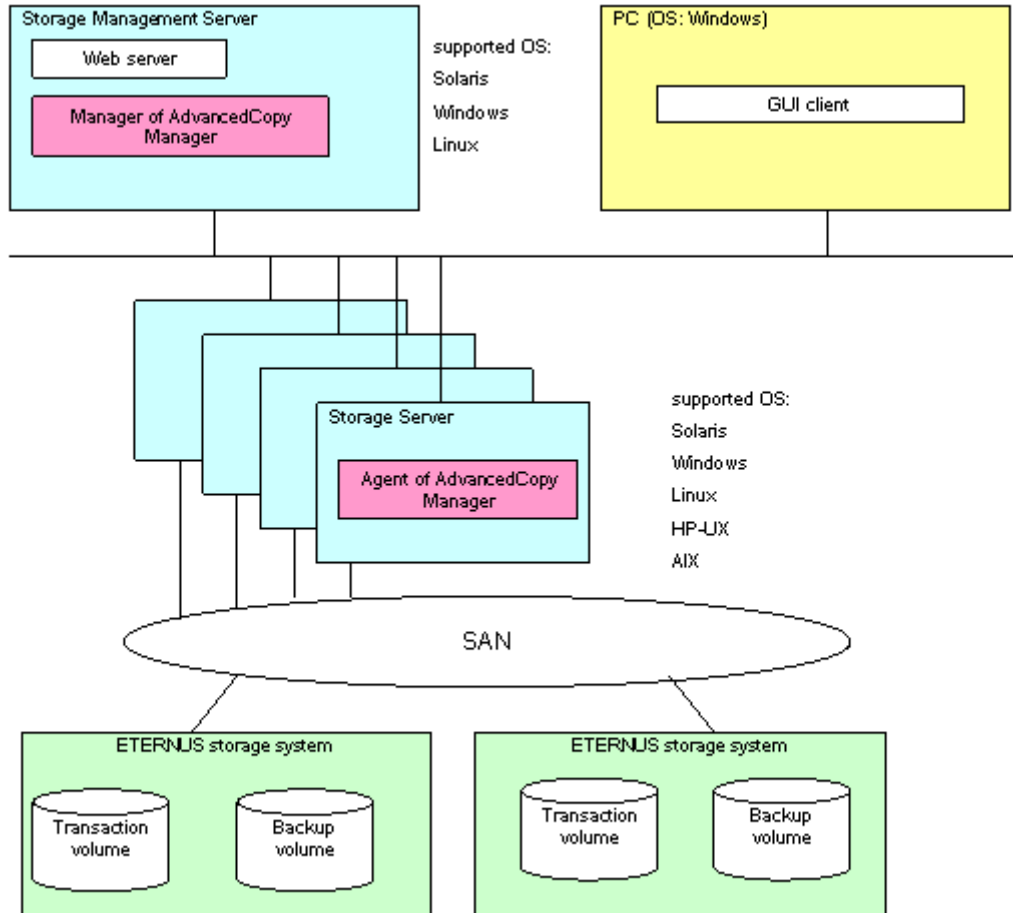 Storage Management Server
Web server
Manager of AdvancedCopy
Manager
supported OS:
Solaris
Windows
Linux
PC (OS: Windows)
GUI client
Storage Server
Agent of AdvancedCopy
Manager
supported OS:
Solaris
Windows
Linux
HP-UX
AIX
SAN
ETERNUS storage system
Transaction
volume
Backup
volume
ETERNUS storage system
Transaction
volume
Backup
volume